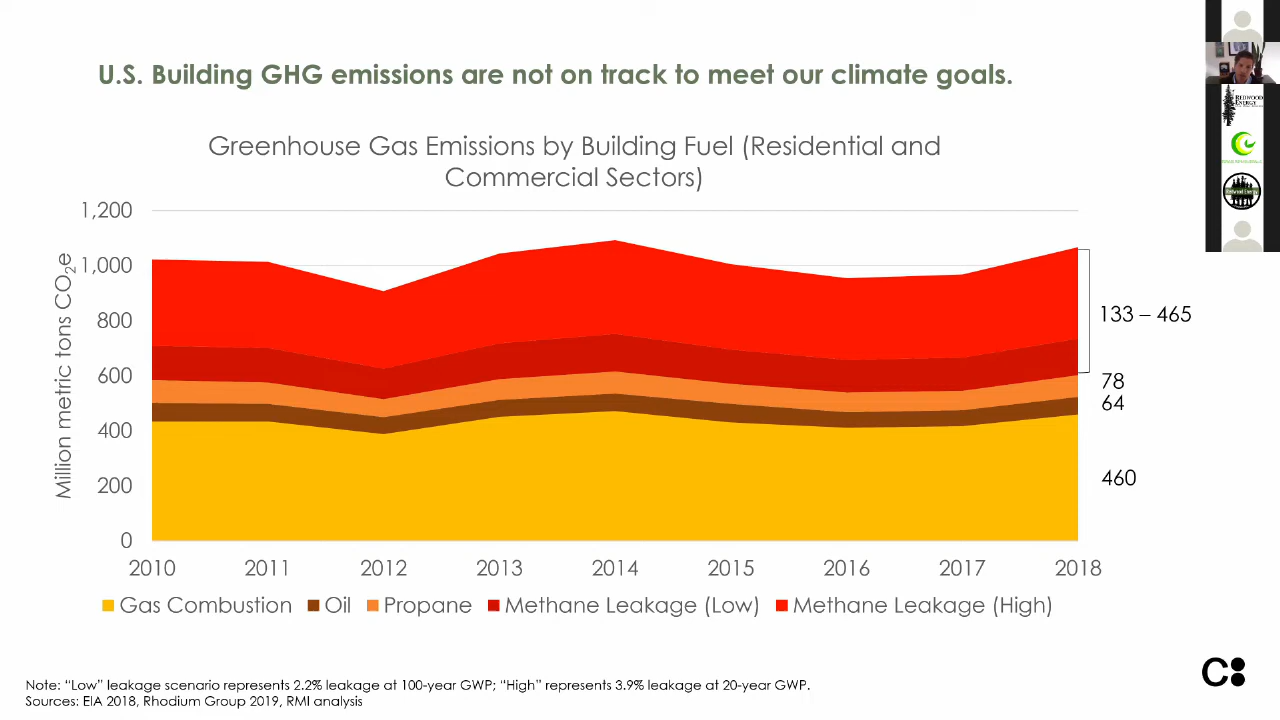 U.S. Building GHG emissions are not on track to meet our climate goals.
Greenhouse Gas Emissions by Building Fuel (Residential and
Commercial Sectors)
Million metric tons CO2e
1,200
1,000
800
600
400
200
0
133 – 465
78
64
460
2010 2011 2012 2013 2014 2015 2016 2017 2018
Gas Combustion Oil Propane Methane Leakage (Low) Methane Leakage (High)
Note: “Low” leakage scenario represents 2.2% leakage at 100-year GWP; “High” represents 3.9% leakage at 20-year GWP.
Sources: EIA 2018, Rhodium Group 2019, RMI analysis
C
REDWOOD
ENERGY
Redwood Energy